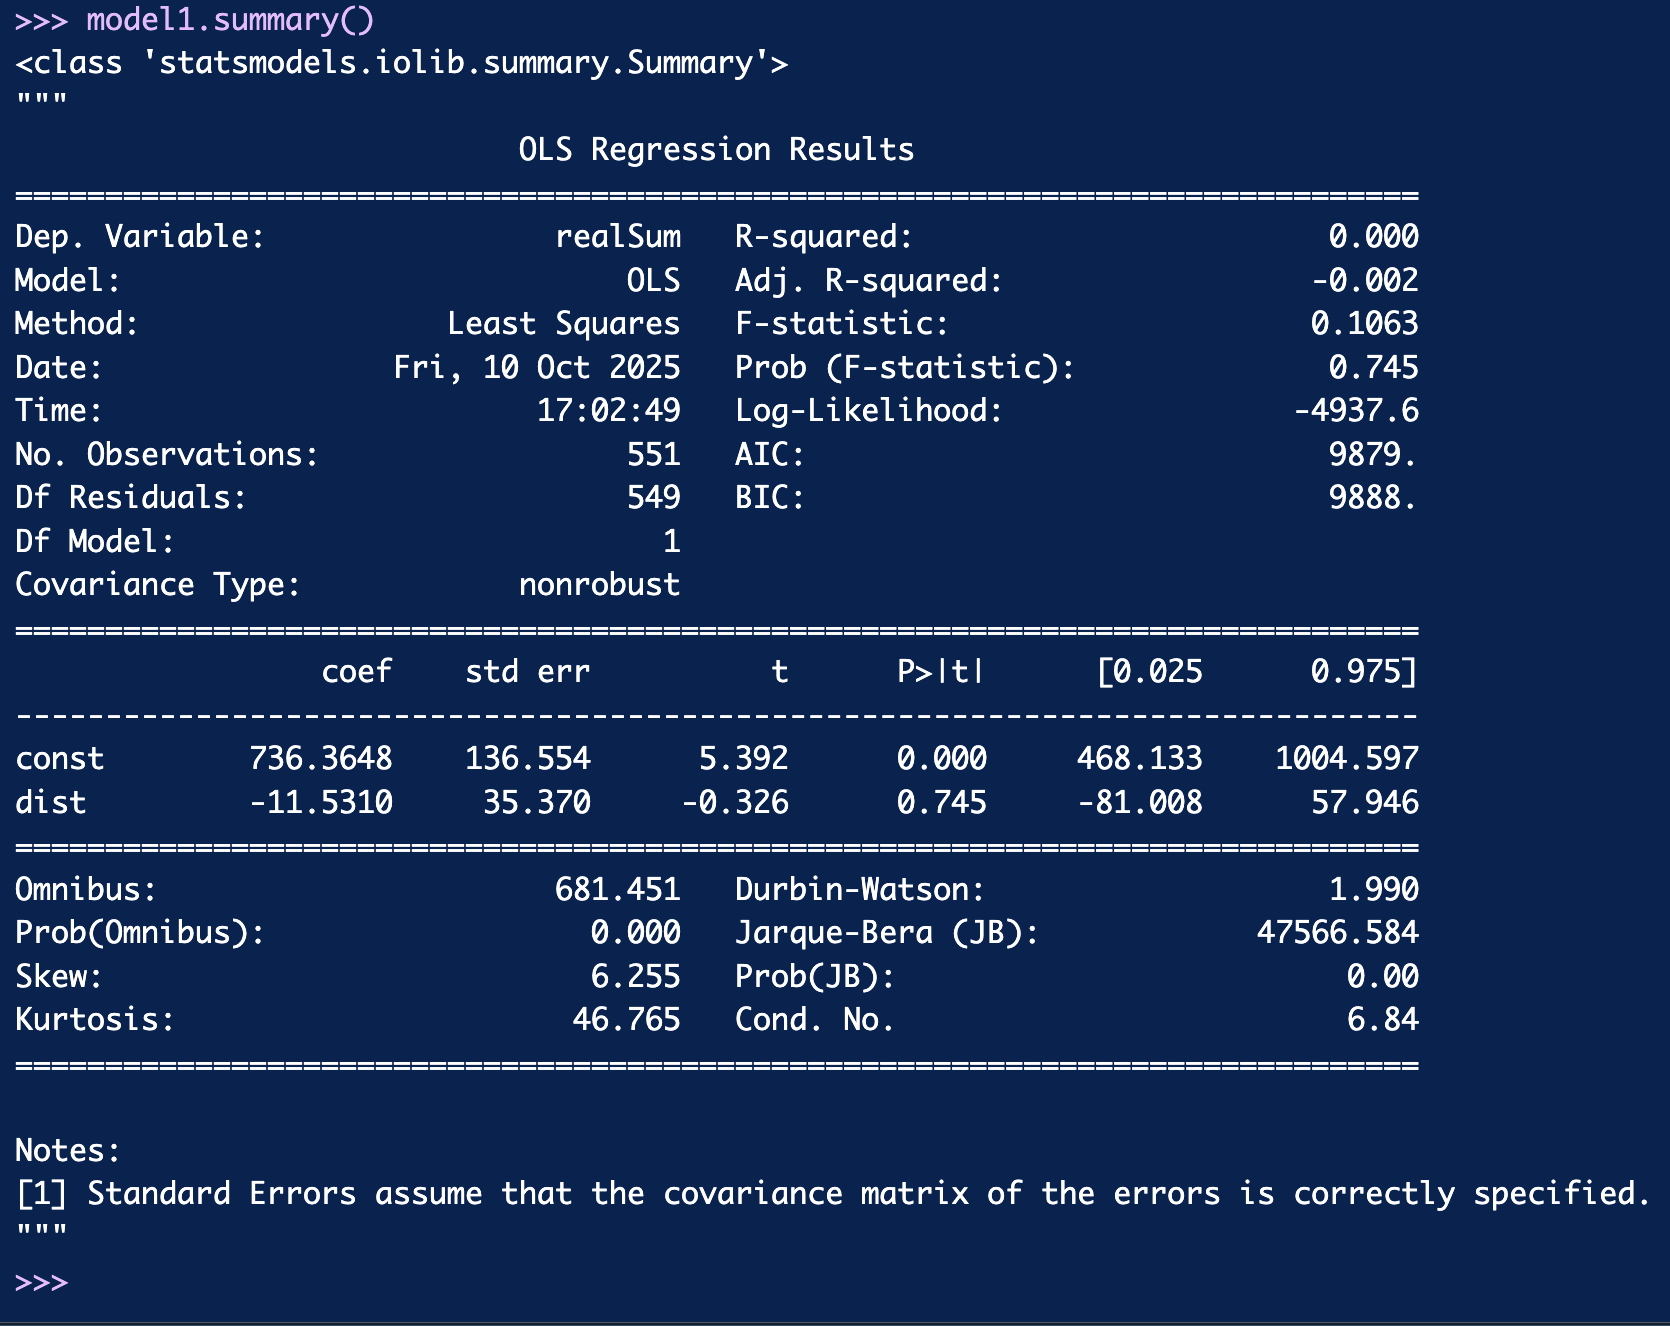 >>> model1.summary()
<class 'statsmodels.iolib.summary.Summary'>
"""
                            OLS Regression Results
==============================================================================
Dep. Variable:                realSum   R-squared:                       0.000
Model:                            OLS   Adj. R-squared:                 -0.002
Method:                 Least Squares   F-statistic:                    0.1063
Date:                Fri, 10 Oct 2025   Prob (F-statistic):              0.745
Time:                        17:02:49   Log-Likelihood:                -4937.6
No. Observations:                 551   AIC:                             9879.
Df Residuals:                     549   BIC:                             9888.
Df Model:                           1
Covariance Type:            nonrobust
==============================================================================
                 coef    std err          t      P>|t|      [0.025      0.975]
------------------------------------------------------------------------------
const        736.3648    136.554      5.392      0.000     468.133    1004.597
dist         -11.5310     35.370     -0.326      0.745     -81.008      57.946
==============================================================================
Omnibus:                      681.451   Durbin-Watson:                   1.990
Prob(Omnibus):                  0.000   Jarque-Bera (JB):            47566.584
Skew:                           6.255   Prob(JB):                         0.00
Kurtosis:                      46.765   Cond. No.                         6.84
==============================================================================
Notes:
[1] Standard Errors assume that the covariance matrix of the errors is correctly specified.
"""
>>>